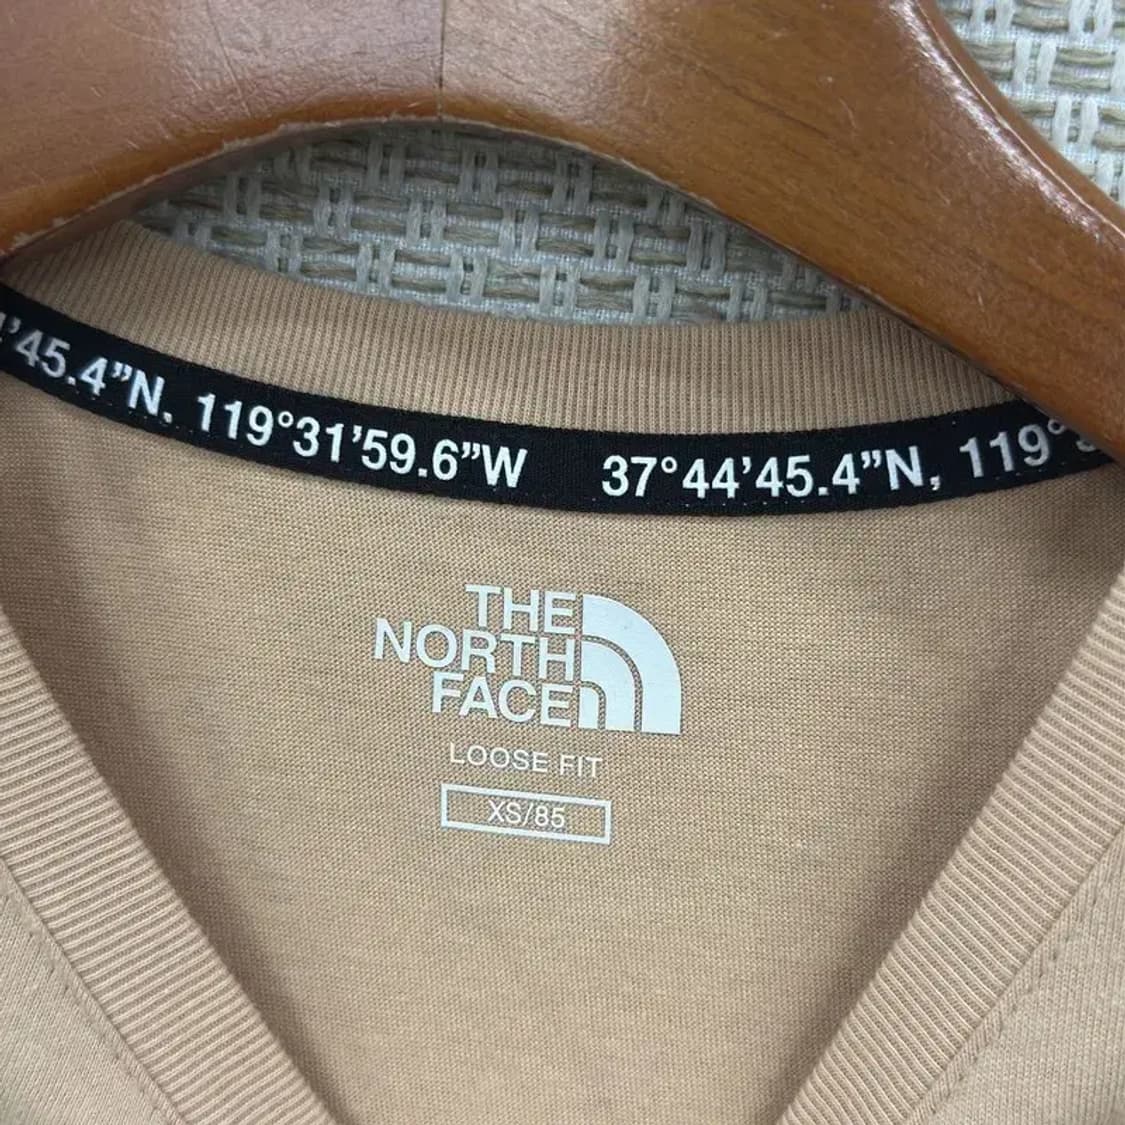 '45.4”N, 119°31’59.6”W 37°44’45.4”N, 119°
THE
NORTH
FACE
LOOSE FIT
XS/85